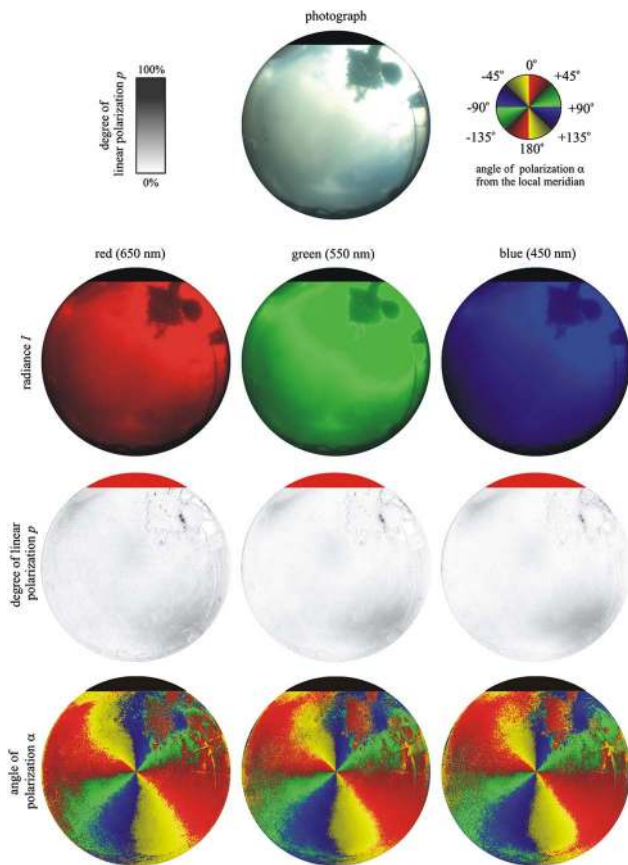 photograph
100%
degree of
linear polarization p
0%
0°
-45°
+45°
-90°
+90°
-135°
+135°
180°
angle of polarization α
from the local meridian
red (650 nm)
green (550 nm)
blue (450 nm)
radiance I
degree of linear
polarization p
angle of
polarization α